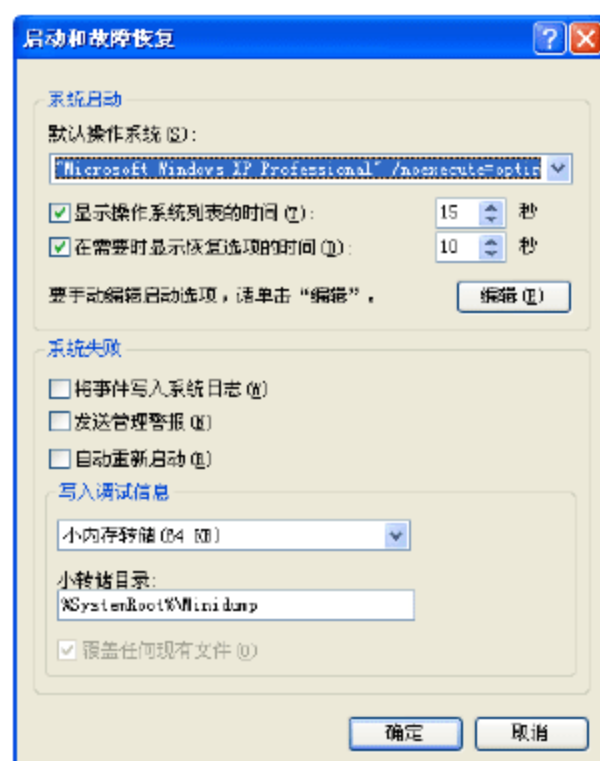 启动和故障恢复
系统启动
默认操作系统(S):
"Microsoft Windows XP Professional" /noexecute=optin
显示操作系统列表的时间(T): 15 秒
在需要时显示恢复选项的时间(D): 10 秒
要手动编辑启动选项，请单击“编辑”。 编辑(E)
系统失败
将事件写入系统日志(W)
发送管理警报(N)
自动重新启动(R)
写入调试信息
小内存转储(64 KB)
小转储目录:
%SystemRoot%\Minidump
覆盖任何现有文件(O)
确定 取消